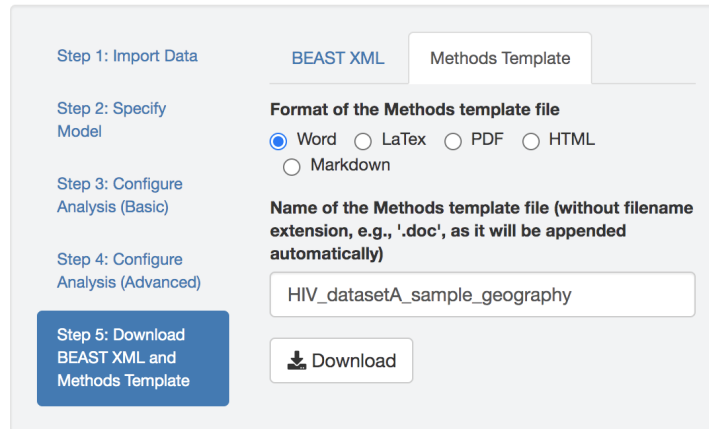 Step 1: Import Data
Step 2: Specify
Model
Step 3: Configure
Analysis (Basic)
Step 4: Configure
Analysis (Advanced)
Step 5: Download
BEAST XML and
Methods Template
BEAST XML
Methods Template
Format of the Methods template file
Word LaTex PDF HTML
Markdown
Name of the Methods template file (without filename
extension, e.g., '.doc', as it will be appended
automatically)
HIV_datasetA_sample_geography
Download